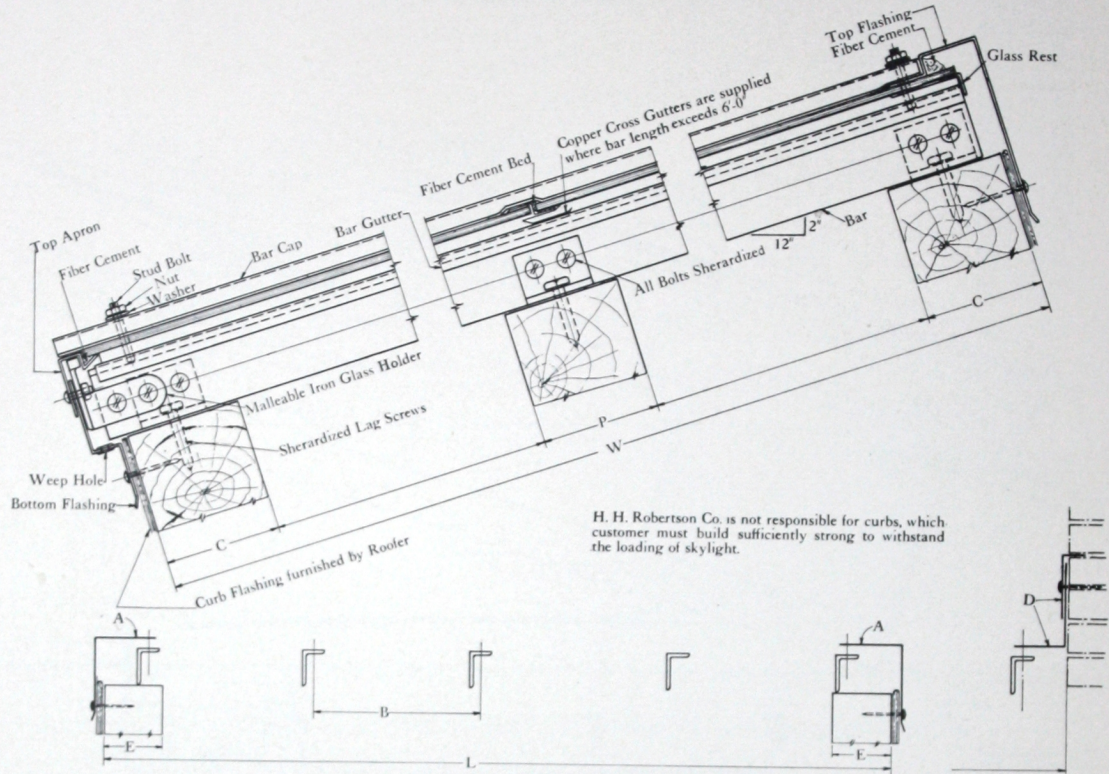 Top Flashing
Fiber Cement
Glass Rest
Copper Cross Gutters are supplied
where bar length exceeds 6'-0"
Fiber Cement Bed
Bar Gutter
Bar Cap
Top Apron
Fiber Cement
Stud Bolt
Nut
Washer
2"
12"
Bar
All Bolts Sherardized
C
Malleable Iron Glass Holder
Sherardized Lag Screws
P
W
Weep Hole
Bottom Flashing
C
Curb Flashing furnished by Roofer
H. H. Robertson Co. is not responsible for curbs, which
customer must build sufficiently strong to withstand
the loading of skylight.
A
A
D
B
E
E
L